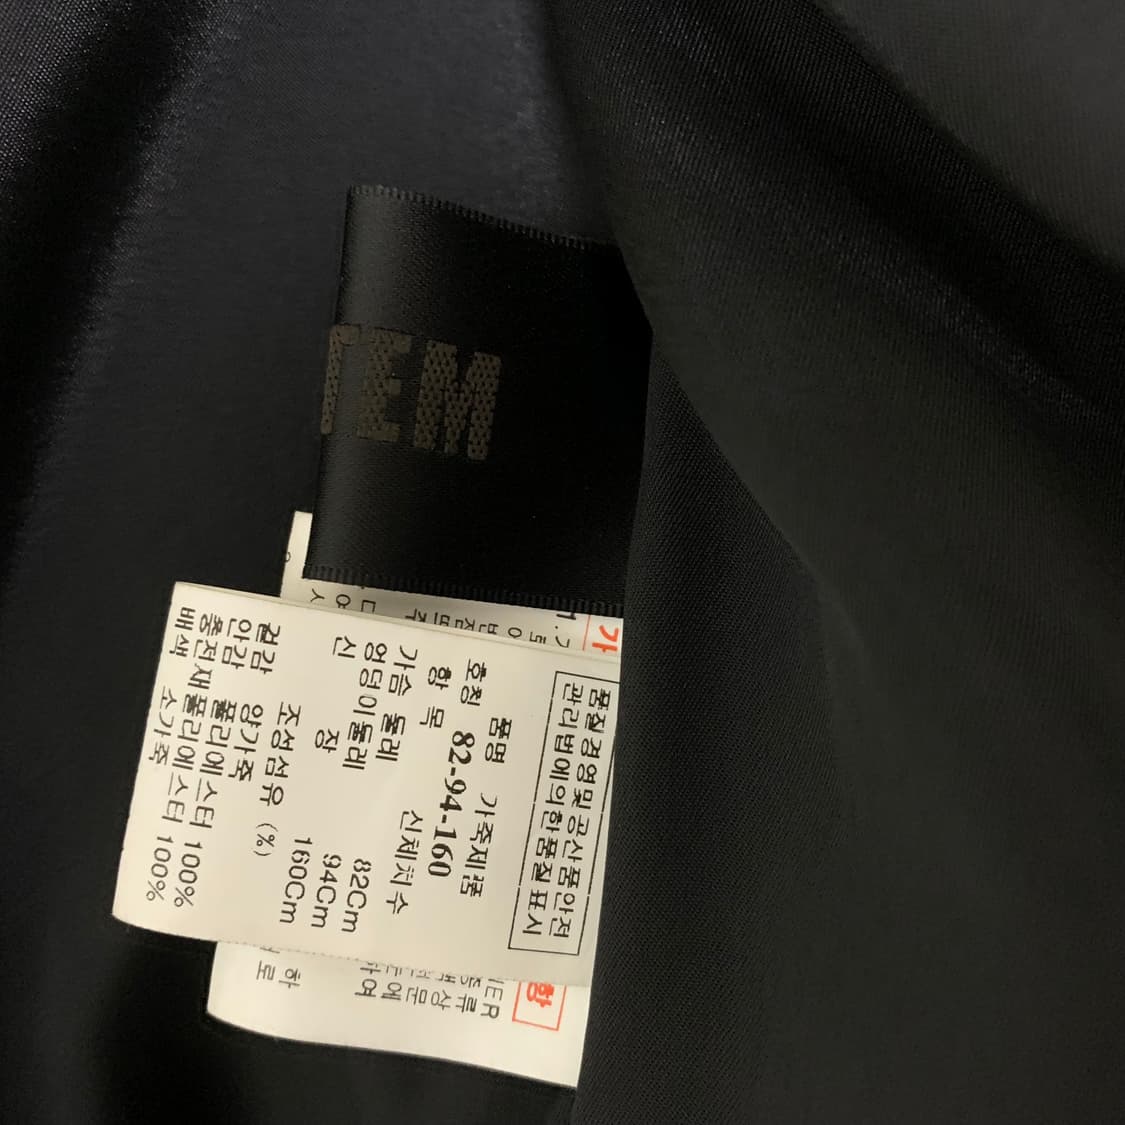 TEM
품질경영및공산품안전
관리법에의한품질표시
품명 가죽제품
호칭 82-94-160
항목 신체치수
가슴 둘레 82Cm
엉덩이둘레 94Cm
신 장 160Cm
조성섬유 (%)
겉감 양가죽
안감 폴리에스터 100%
충전재 폴리에스터 100%
배색 소가죽